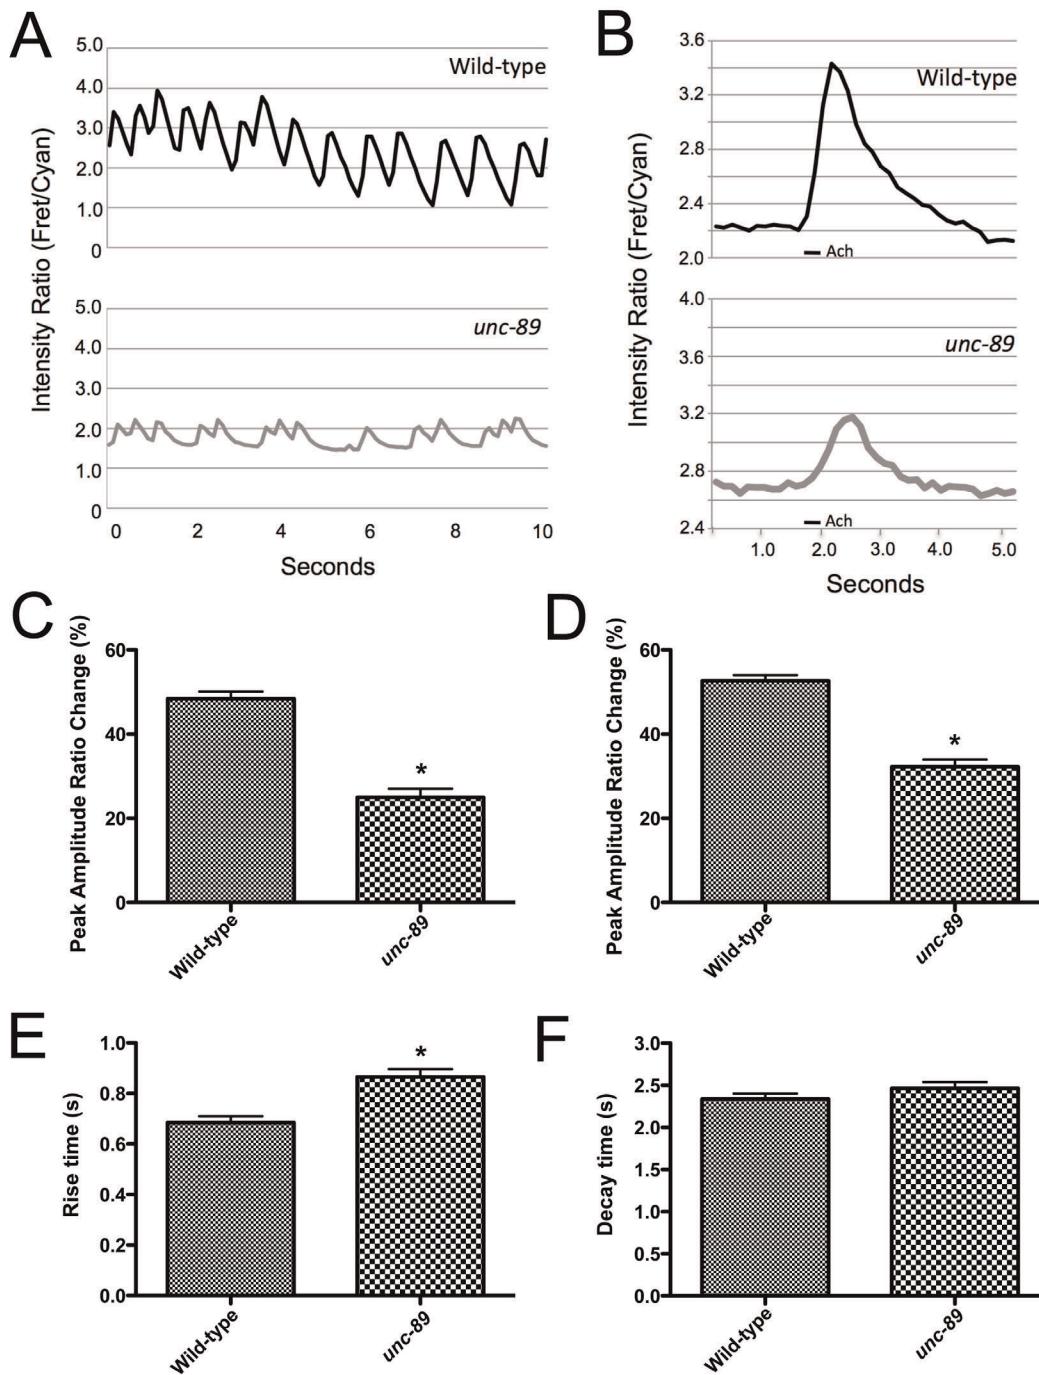 A
Intensity Ratio (Fret/Cyan)
5.0
4.0
3.0
2.0
1.0
0
Wild-type
5.0
4.0
3.0
2.0
1.0
0
unc-89
0 2 4 6 8 10
Seconds
B
Intensity Ratio (Fret/Cyan)
3.6
3.2
2.8
2.4
2.0
Wild-type
Ach
4.0
3.6
3.2
2.8
2.4
unc-89
Ach
1.0 2.0 3.0 4.0 5.0
Seconds
C
Peak Amplitude Ratio Change (%)
60
40
20
0
*
Wild-type
unc-89
D
Peak Amplitude Ratio Change (%)
60
40
20
0
*
Wild-type
unc-89
E
Rise time (s)
1.0
0.8
0.6
0.4
0.2
0.0
*
Wild-type
unc-89
F
Decay time (s)
3.0
2.5
2.0
1.5
1.0
0.5
0.0
Wild-type
unc-89